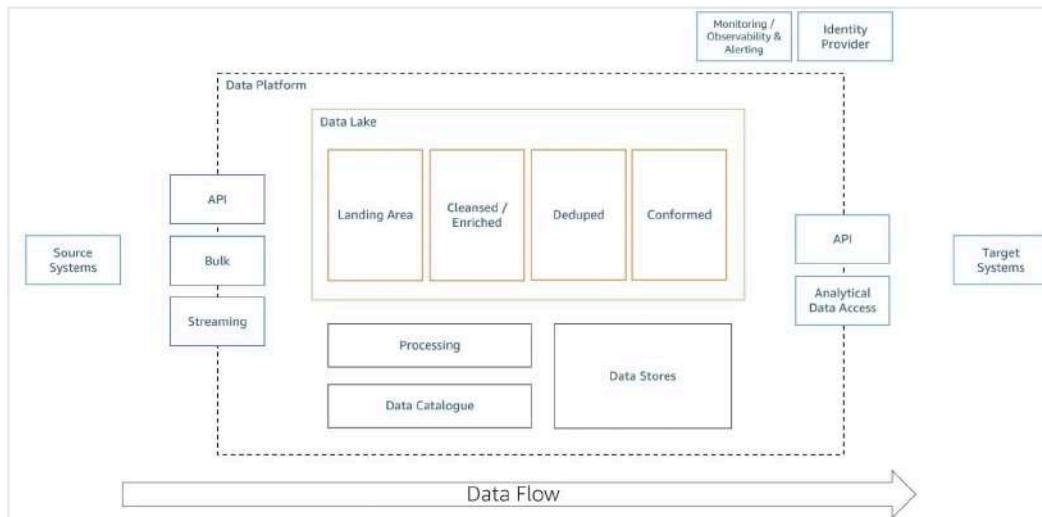 Monitoring /
Observability &
Alerting
Identity
Provider
Data Platform
Data Lake
Landing Area
Cleansed /
Enriched
Deduped
Conformed
API
Bulk
Streaming
Source
Systems
API
Analytical
Data Access
Target
Systems
Processing
Data Catalogue
Data Stores
Data Flow